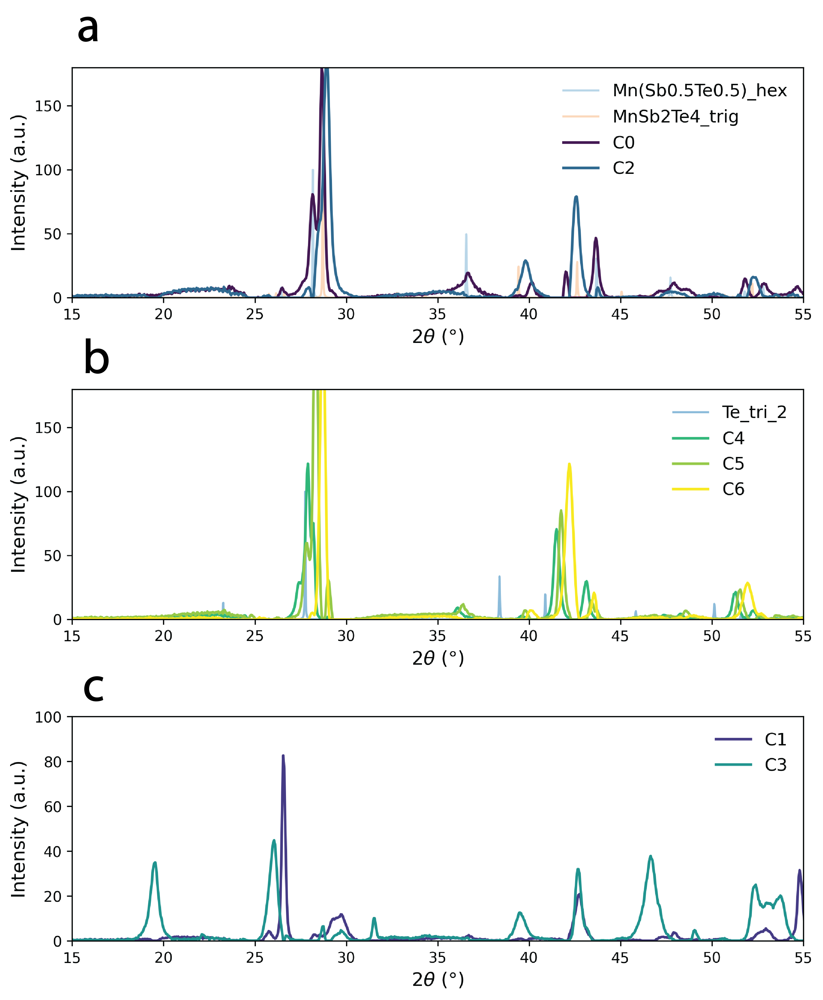 a
Intensity (a.u.)
150
100
50
0
Mn(Sb0.5Te0.5)_hex
MnSb2Te4_trig
C0
C2
15 20 25 30 35 40 45 50 55
2θ (°)
b
Intensity (a.u.)
150
100
50
0
Te_tri_2
C4
C5
C6
15 20 25 30 35 40 45 50 55
2θ (°)
c
Intensity (a.u.)
100
80
60
40
20
0
C1
C3
15 20 25 30 35 40 45 50 55
2θ (°)